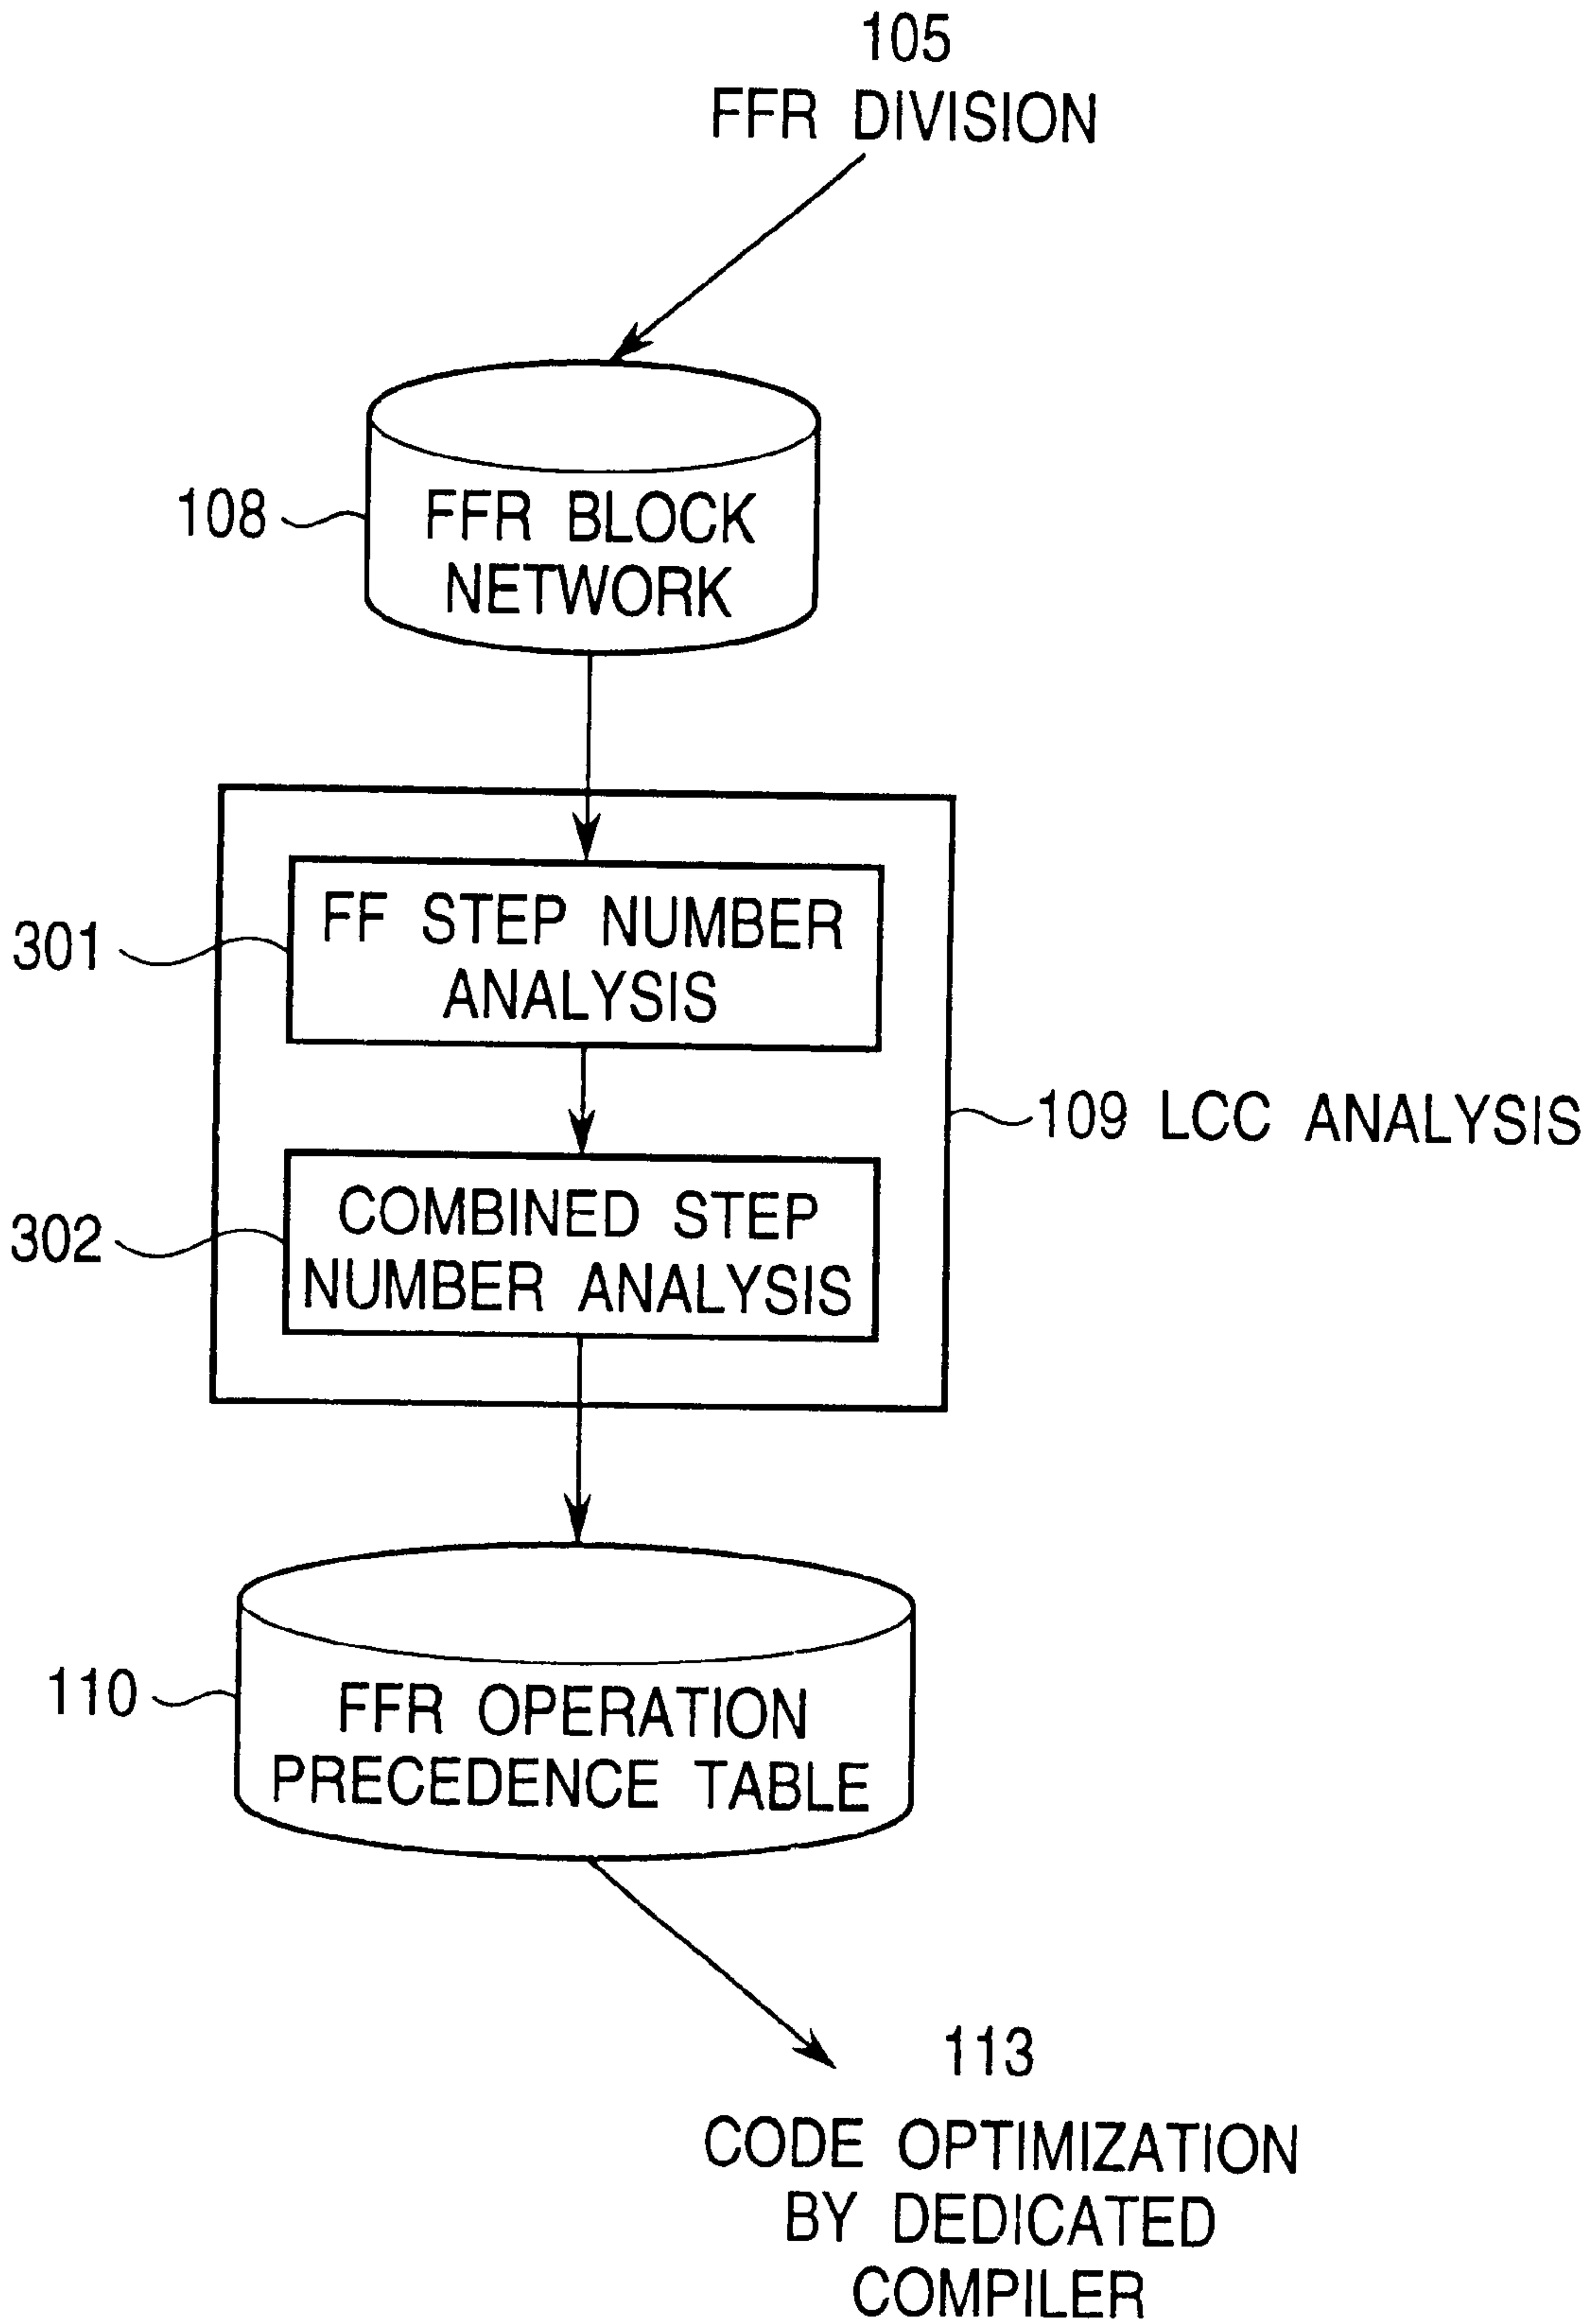 105
FFR DIVISION
108
FFR BLOCK
NETWORK
301
FF STEP NUMBER
ANALYSIS
109 LCC ANALYSIS
302
COMBINED STEP
NUMBER ANALYSIS
110
FFR OPERATION
PRECEDENCE TABLE
113
CODE OPTIMIZATION
BY DEDICATED
COMPILER